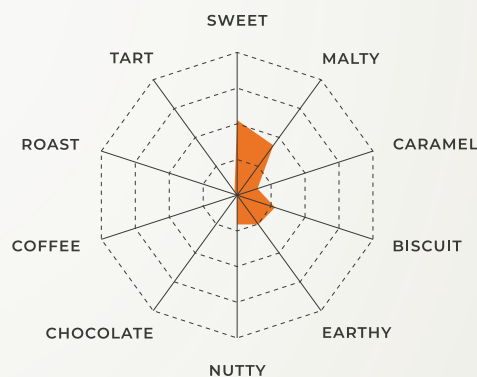 SWEET
TART
MALTY
ROAST
CARAMEL
COFFEE
BISCUIT
CHOCOLATE
EARTHY
NUTTY